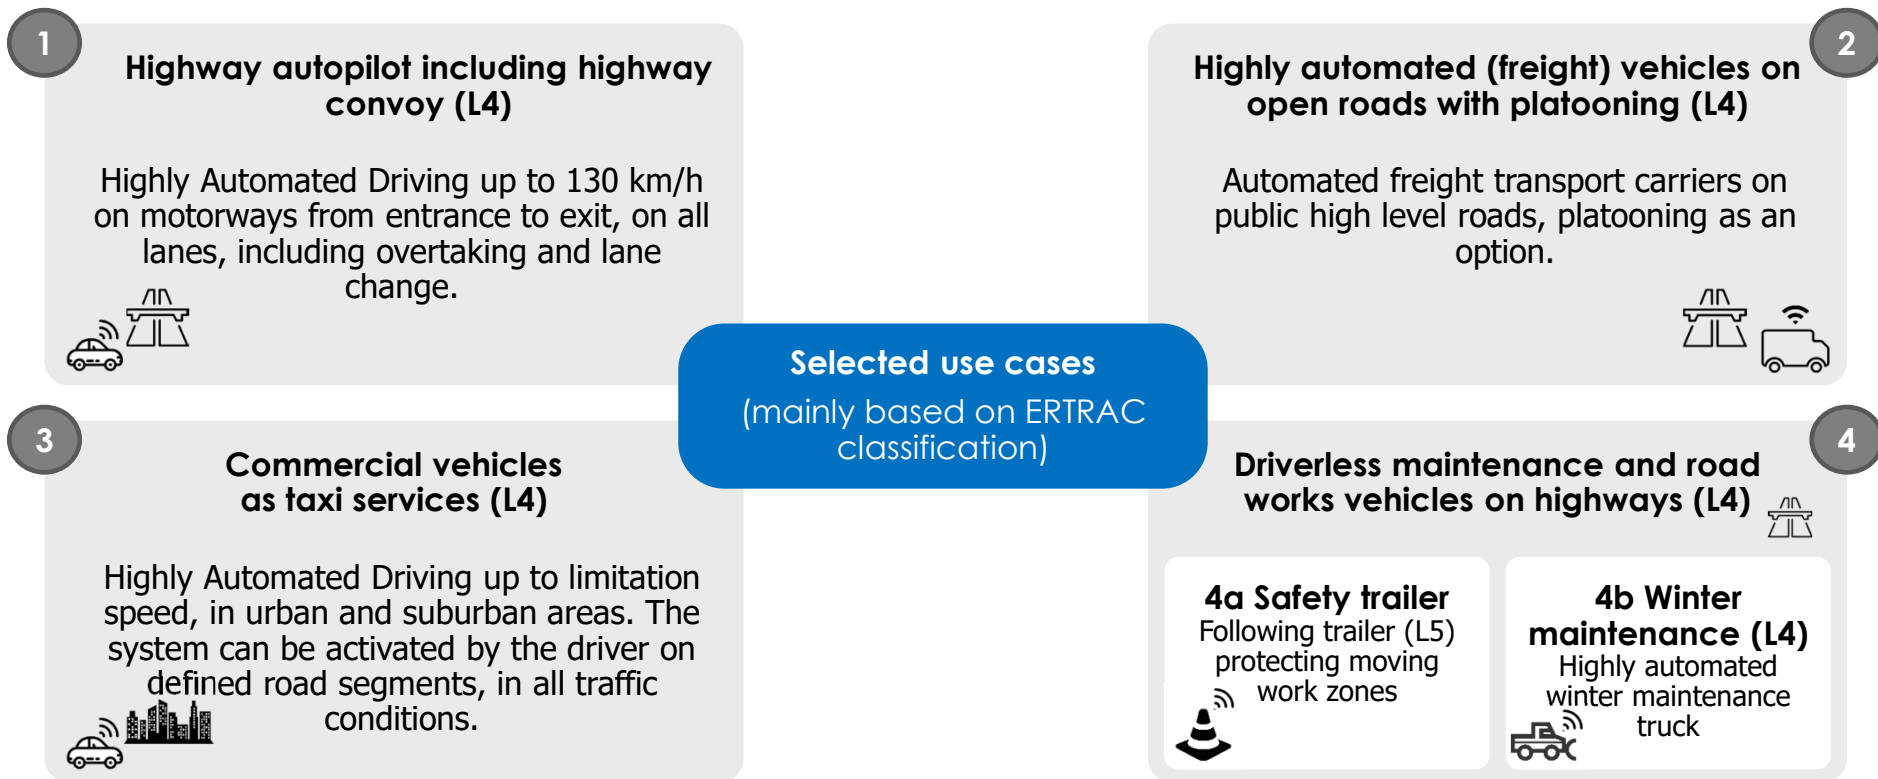 1
Highway autopilot including highway
convoy (L4)
Highly Automated Driving up to 130 km/h
on motorways from entrance to exit, on all
lanes, including overtaking and lane
change.
2
Highly automated (freight) vehicles on
open roads with platooning (L4)
Automated freight transport carriers on
public high level roads, platooning as an
option.
Selected use cases
(mainly based on ERTRAC
classification)
3
Commercial vehicles
as taxi services (L4)
Highly Automated Driving up to limitation
speed, in urban and suburban areas. The
system can be activated by the driver on
defined road segments, in all traffic
conditions.
4
Driverless maintenance and road
works vehicles on highways (L4)
4a Safety trailer
Following trailer (L5)
protecting moving
work zones
4b Winter
maintenance (L4)
Highly automated
winter maintenance
truck